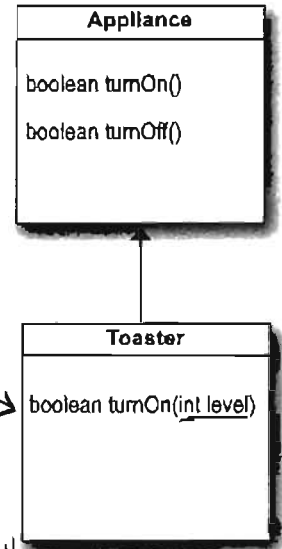 Appliance
boolean turnOn()
boolean turnOff()
Toaster
boolean turnOn(int level)